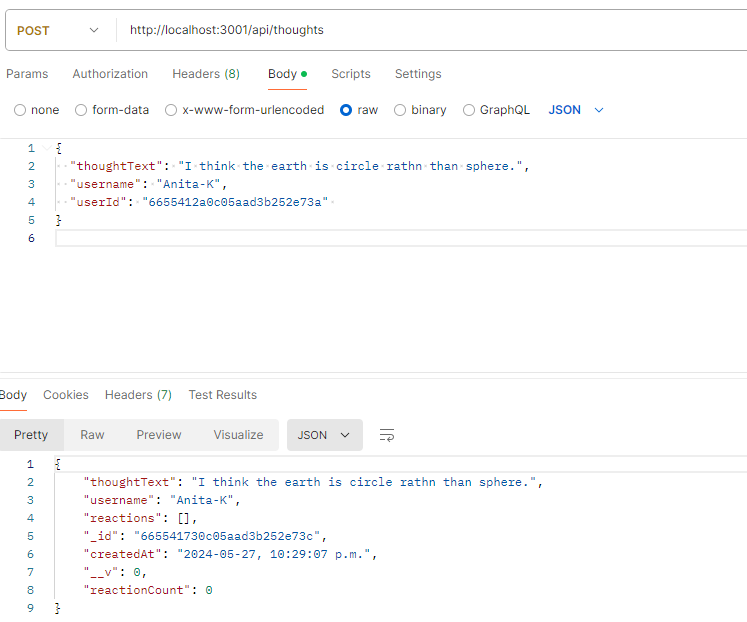 POST http://localhost:3001/api/thoughts
Params Authorization Headers (8) Body Scripts Settings
none form-data x-www-form-urlencoded raw binary GraphQL JSON
1 {
2 "thoughtText": "I think the earth is circle rathn than sphere.",
3 "username": "Anita-K",
4 "userId": "6655412a0c05aad3b252e73a"
5 }
6
Body Cookies Headers (7) Test Results
Pretty Raw Preview Visualize JSON
1 {
2 "thoughtText": "I think the earth is circle rathn than sphere.",
3 "username": "Anita-K",
4 "reactions": [],
5 "_id": "665541730c05aad3b252e73c",
6 "createdAt": "2024-05-27, 10:29:07 p.m.",
7 "__v": 0,
8 "reactionCount": 0
9 }